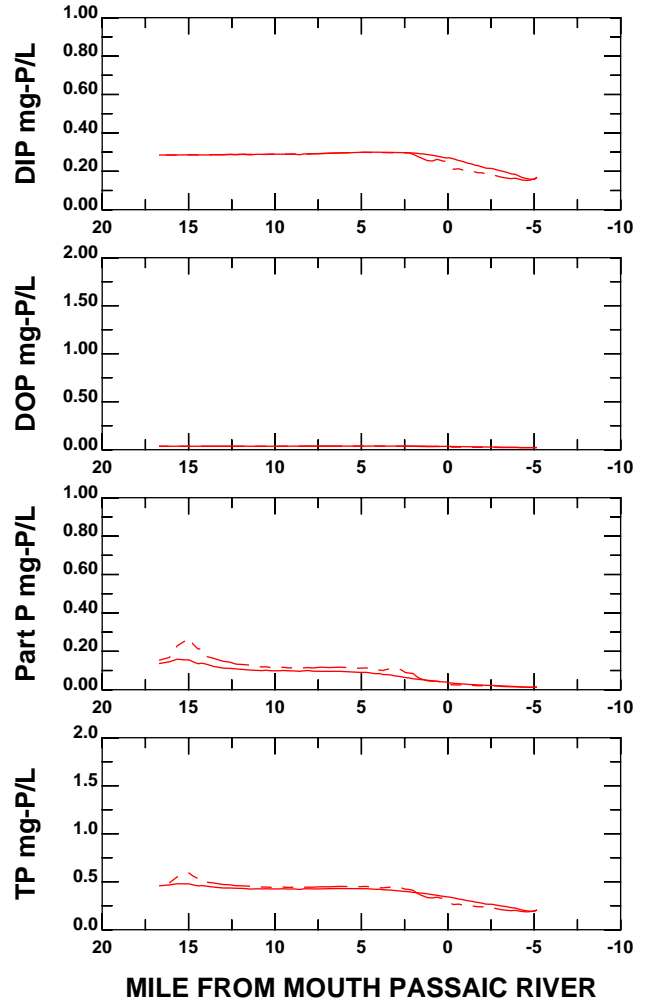 DIP mg-P/L
1.00
0.80
0.60
0.40
0.20
0.00
20 15 10 5 0 -5 -10
DOP mg-P/L
2.00
1.50
1.00
0.50
0.00
20 15 10 5 0 -5 -10
Part P mg-P/L
1.00
0.80
0.60
0.40
0.20
0.00
20 15 10 5 0 -5 -10
TP mg-P/L
2.0
1.5
1.0
0.5
0.0
20 15 10 5 0 -5 -10
MILE FROM MOUTH PASSAIC RIVER